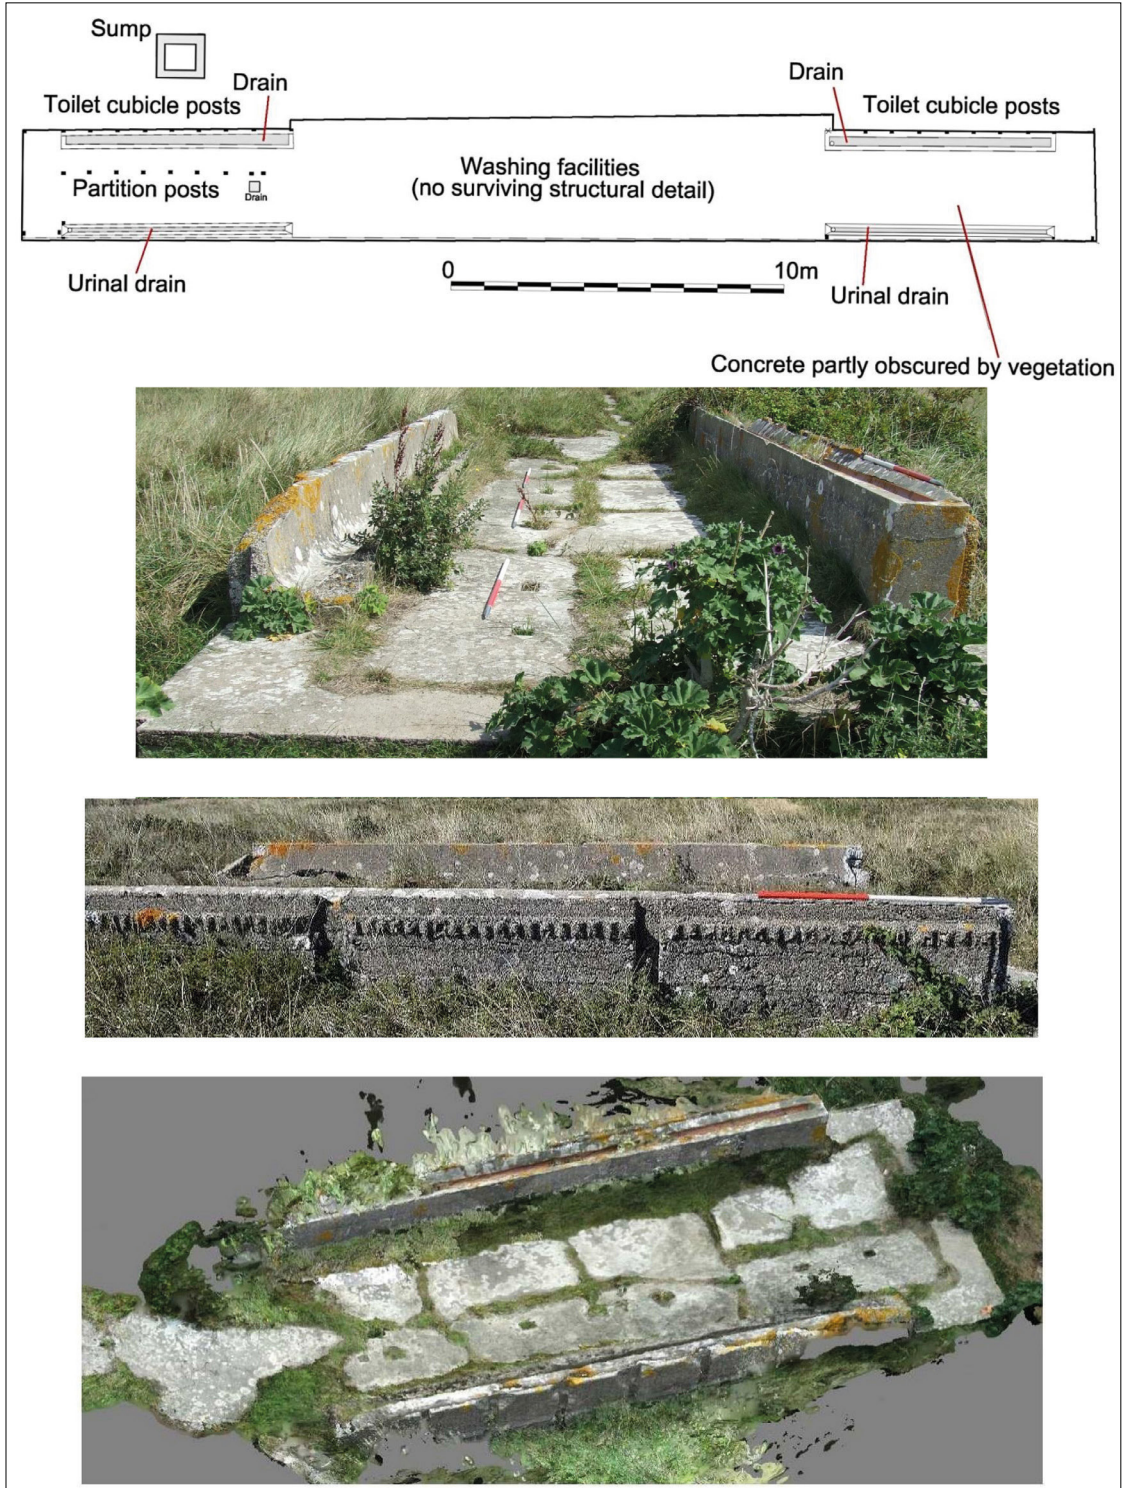 Sump
Drain
Toilet cubicle posts
Drain
Toilet cubicle posts
Washing facilities
(no surviving structural detail)
Partition posts
Drain
Urinal drain
0
10m
Urinal drain
Concrete partly obscured by vegetation